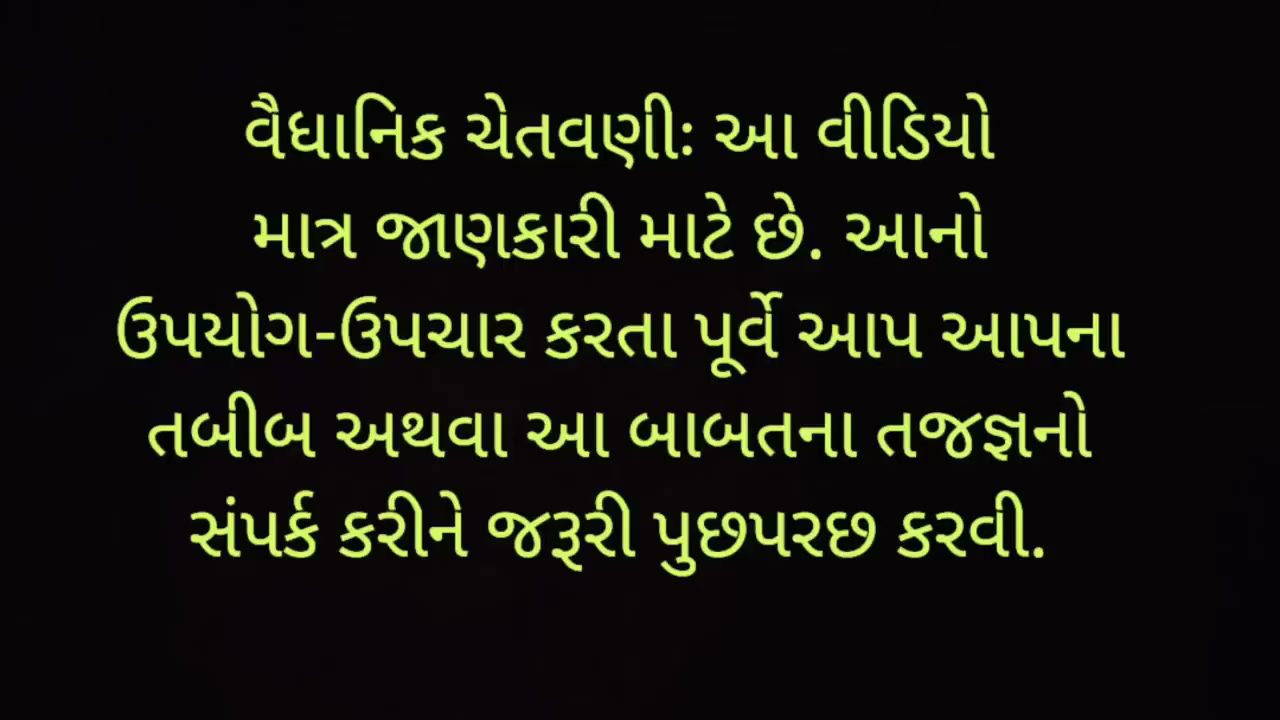 વૈધાનિક ચેતવણીઃ આ વીડિયો
માત્ર જાણકારી માટે છે. આનો
ઉપયોગ-ઉપચાર કરતા પૂર્વે આપ આપના
તબીબ અથવા આ બાબતના તજજ્ઞનો
સંપર્ક કરીને જરૂરી પુછપરછ કરવી.